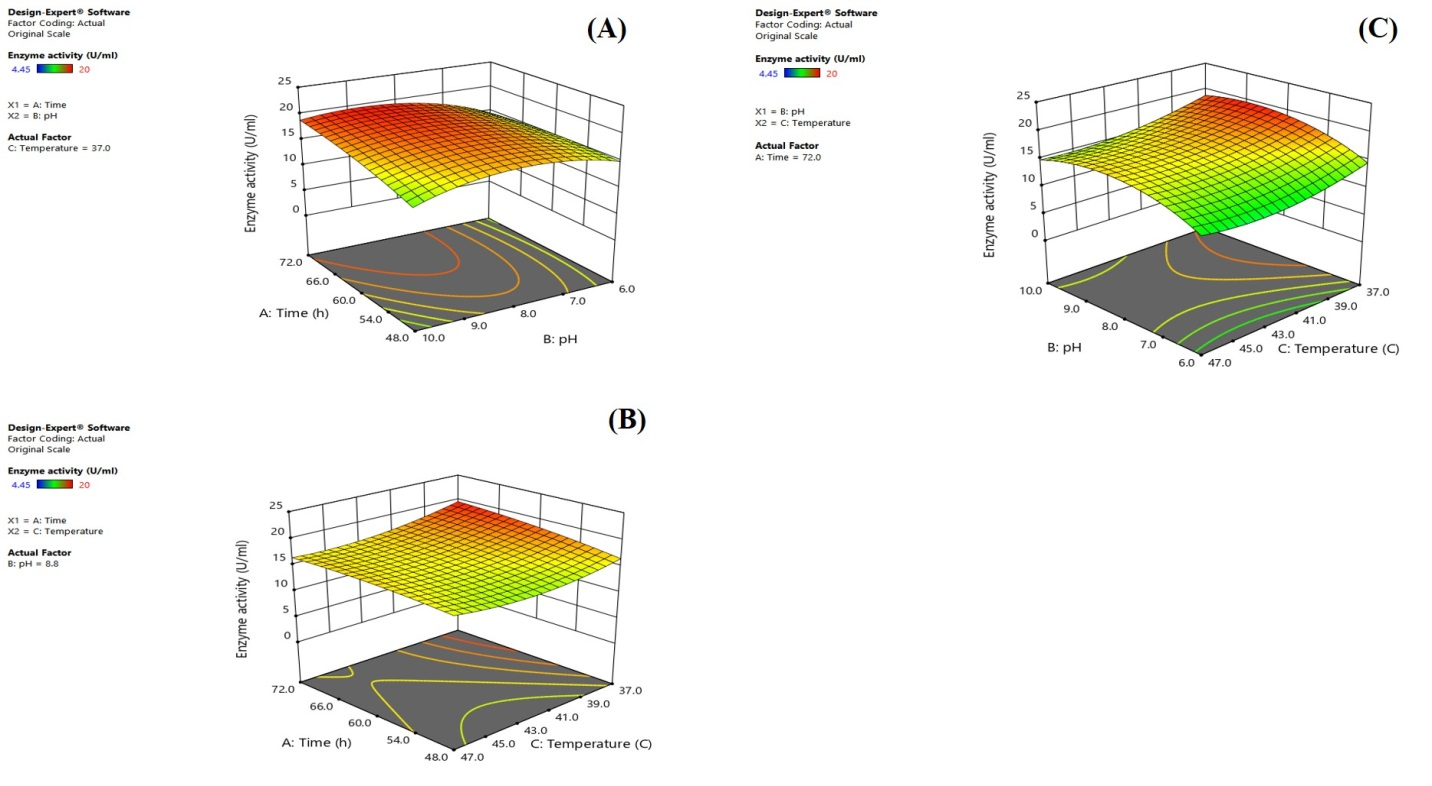 Design-Expert® Software
Factor Coding: Actual
Original Scale
Enzyme activity (U/ml)
4.45 20
X1 = A: Time
X2 = B: pH
Actual Factor
C: Temperature = 37.0
(A)
Enzyme activity (U/ml)
25
20
15
10
5
0
72.0
66.0
60.0
54.0
48.0
A: Time (h)
10.0
9.0
8.0
7.0
6.0
B: pH
Design-Expert® Software
Factor Coding: Actual
Original Scale
Enzyme activity (U/ml)
4.45 20
X1 = B: pH
X2 = C: Temperature
Actual Factor
A: Time = 72.0
(C)
Enzyme activity (U/ml)
25
20
15
10
5
0
10.0
9.0
8.0
7.0
6.0
B: pH
47.0
45.0
43.0
41.0
39.0
37.0
C: Temperature (C)
Design-Expert® Software
Factor Coding: Actual
Original Scale
Enzyme activity (U/ml)
4.45 20
X1 = A: Time
X2 = C: Temperature
Actual Factor
B: pH = 8.8
(B)
Enzyme activity (U/ml)
25
20
15
10
5
0
72.0
66.0
60.0
54.0
48.0
A: Time (h)
47.0
45.0
43.0
41.0
39.0
37.0
C: Temperature (C)